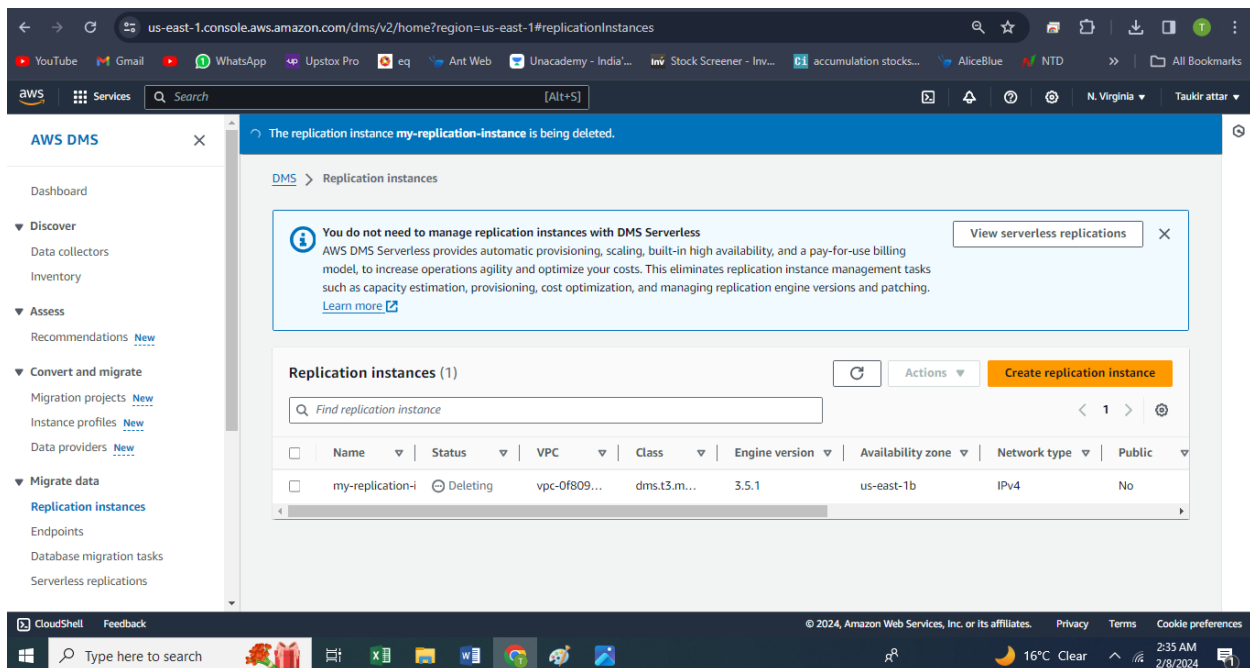 us-east-1.console.aws.amazon.com/dms/v2/home?region=us-east-1#replicationInstances
T
YouTube Gmail WhatsApp up Upstox Pro eq Ant Web Unacademy - India'... inv Stock Screener - Inv... Ci accumulation stocks... AliceBlue NTD » All Bookmarks
aws Services Search [Alt+S] N. Virginia Taukir attar
AWS DMS
The replication instance my-replication-instance is being deleted.
DMS > Replication instances
Dashboard
Discover
Data collectors
Inventory
Assess
Recommendations New
Convert and migrate
Migration projects New
Instance profiles New
Data providers New
Migrate data
Replication instances
Endpoints
Database migration tasks
Serverless replications
You do not need to manage replication instances with DMS Serverless
AWS DMS Serverless provides automatic provisioning, scaling, built-in high availability, and a pay-for-use billing
model, to increase operations agility and optimize your costs. This eliminates replication instance management tasks
such as capacity estimation, provisioning, cost optimization, and managing replication engine versions and patching.
Learn more
View serverless replications
Replication instances (1)
Actions
Create replication instance
Find replication instance
< 1 >
Name Status VPC Class Engine version Availability zone Network type Public
my-replication-i Deleting vpc-0f809... dms.t3.m... 3.5.1 us-east-1b IPv4 No
CloudShell Feedback © 2024, Amazon Web Services, Inc. or its affiliates. Privacy Terms Cookie preferences
Type here to search 16°C Clear 2:35 AM
2/8/2024